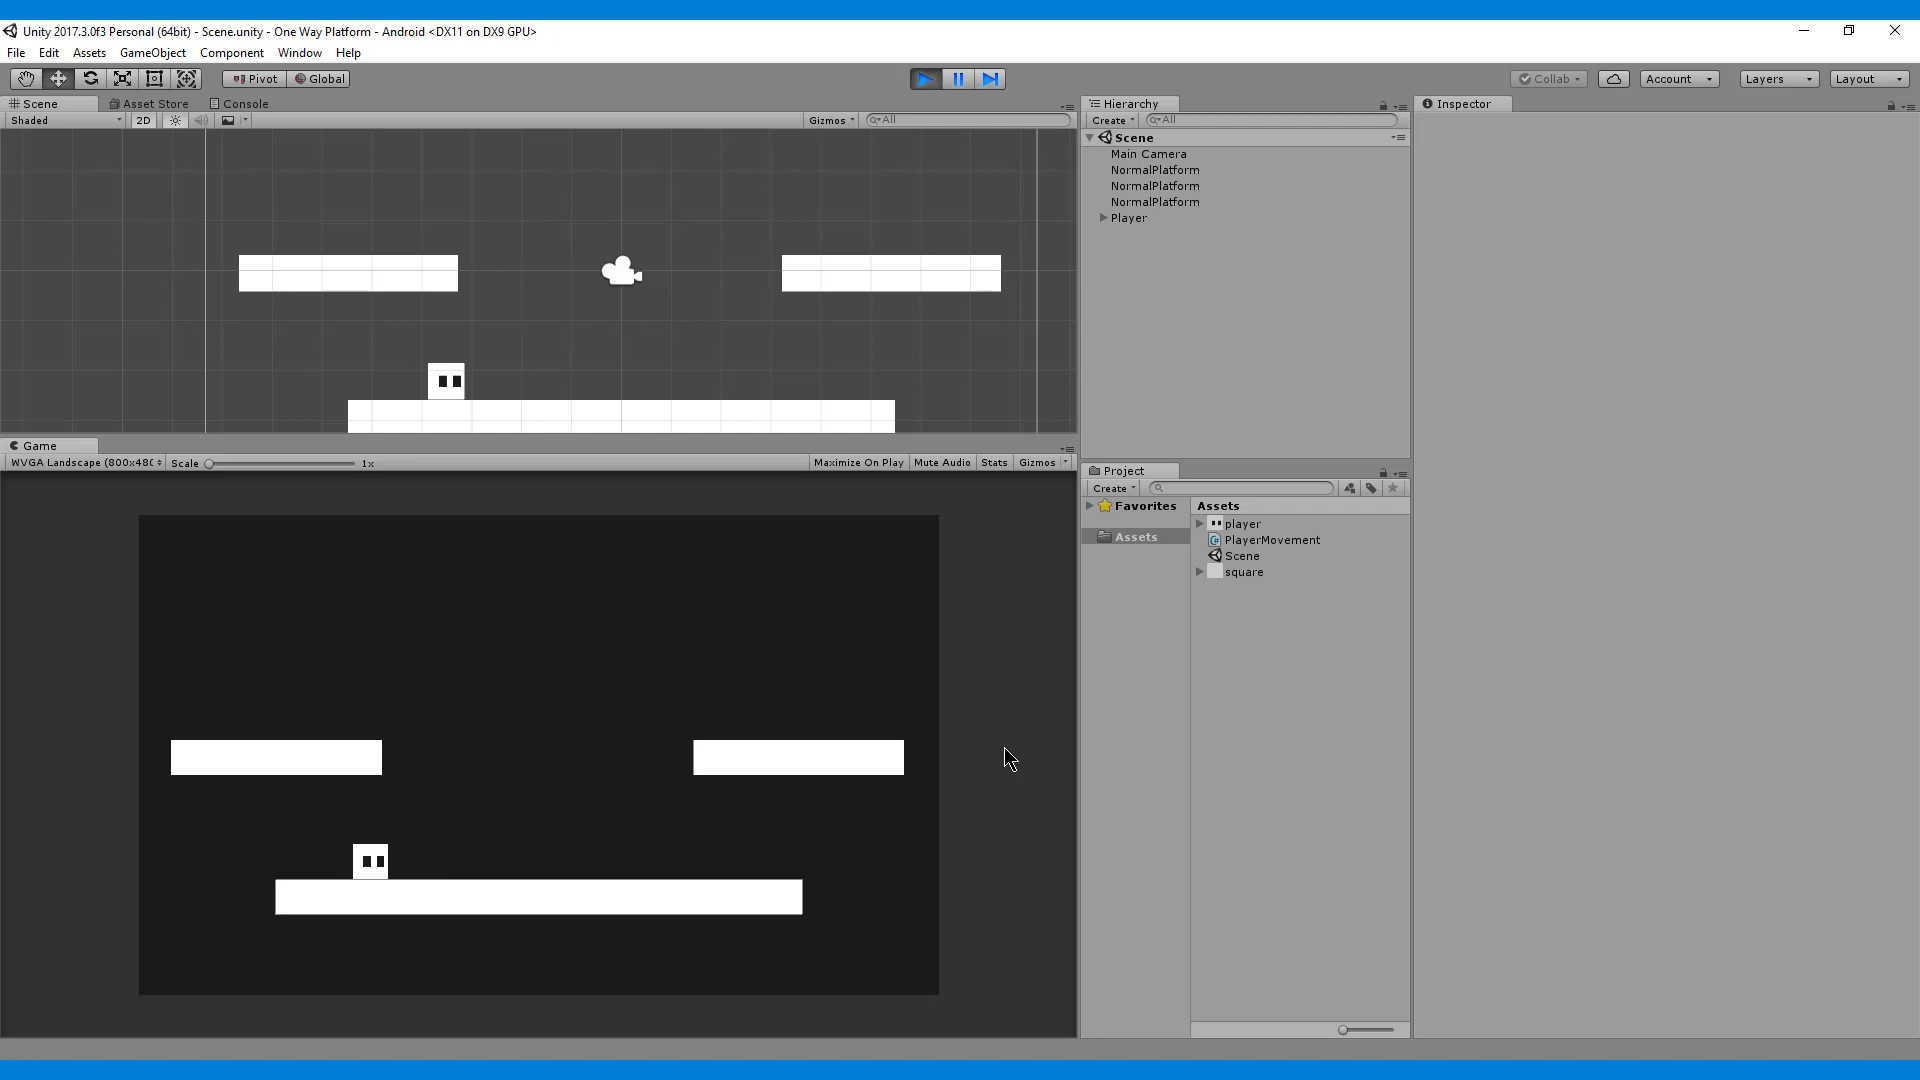 Unity 2017.3.0f3 Personal (64bit) - Scene.unity - One Way Platform - Android <DX11 on DX9 GPU>
File Edit Assets GameObject Component Window Help
Pivot Global Collab Account Layers Layout
Scene Asset Store Console Hierarchy Inspector
Shaded 2D Gizmos All Create All
Scene
Main Camera
NormalPlatform
NormalPlatform
NormalPlatform
Player
Game
WVGA Landscape (800x480 Scale 1x Maximize On Play Mute Audio Stats Gizmos
Project
Create
Favorites
Assets
Assets
player
PlayerMovement
Scene
square